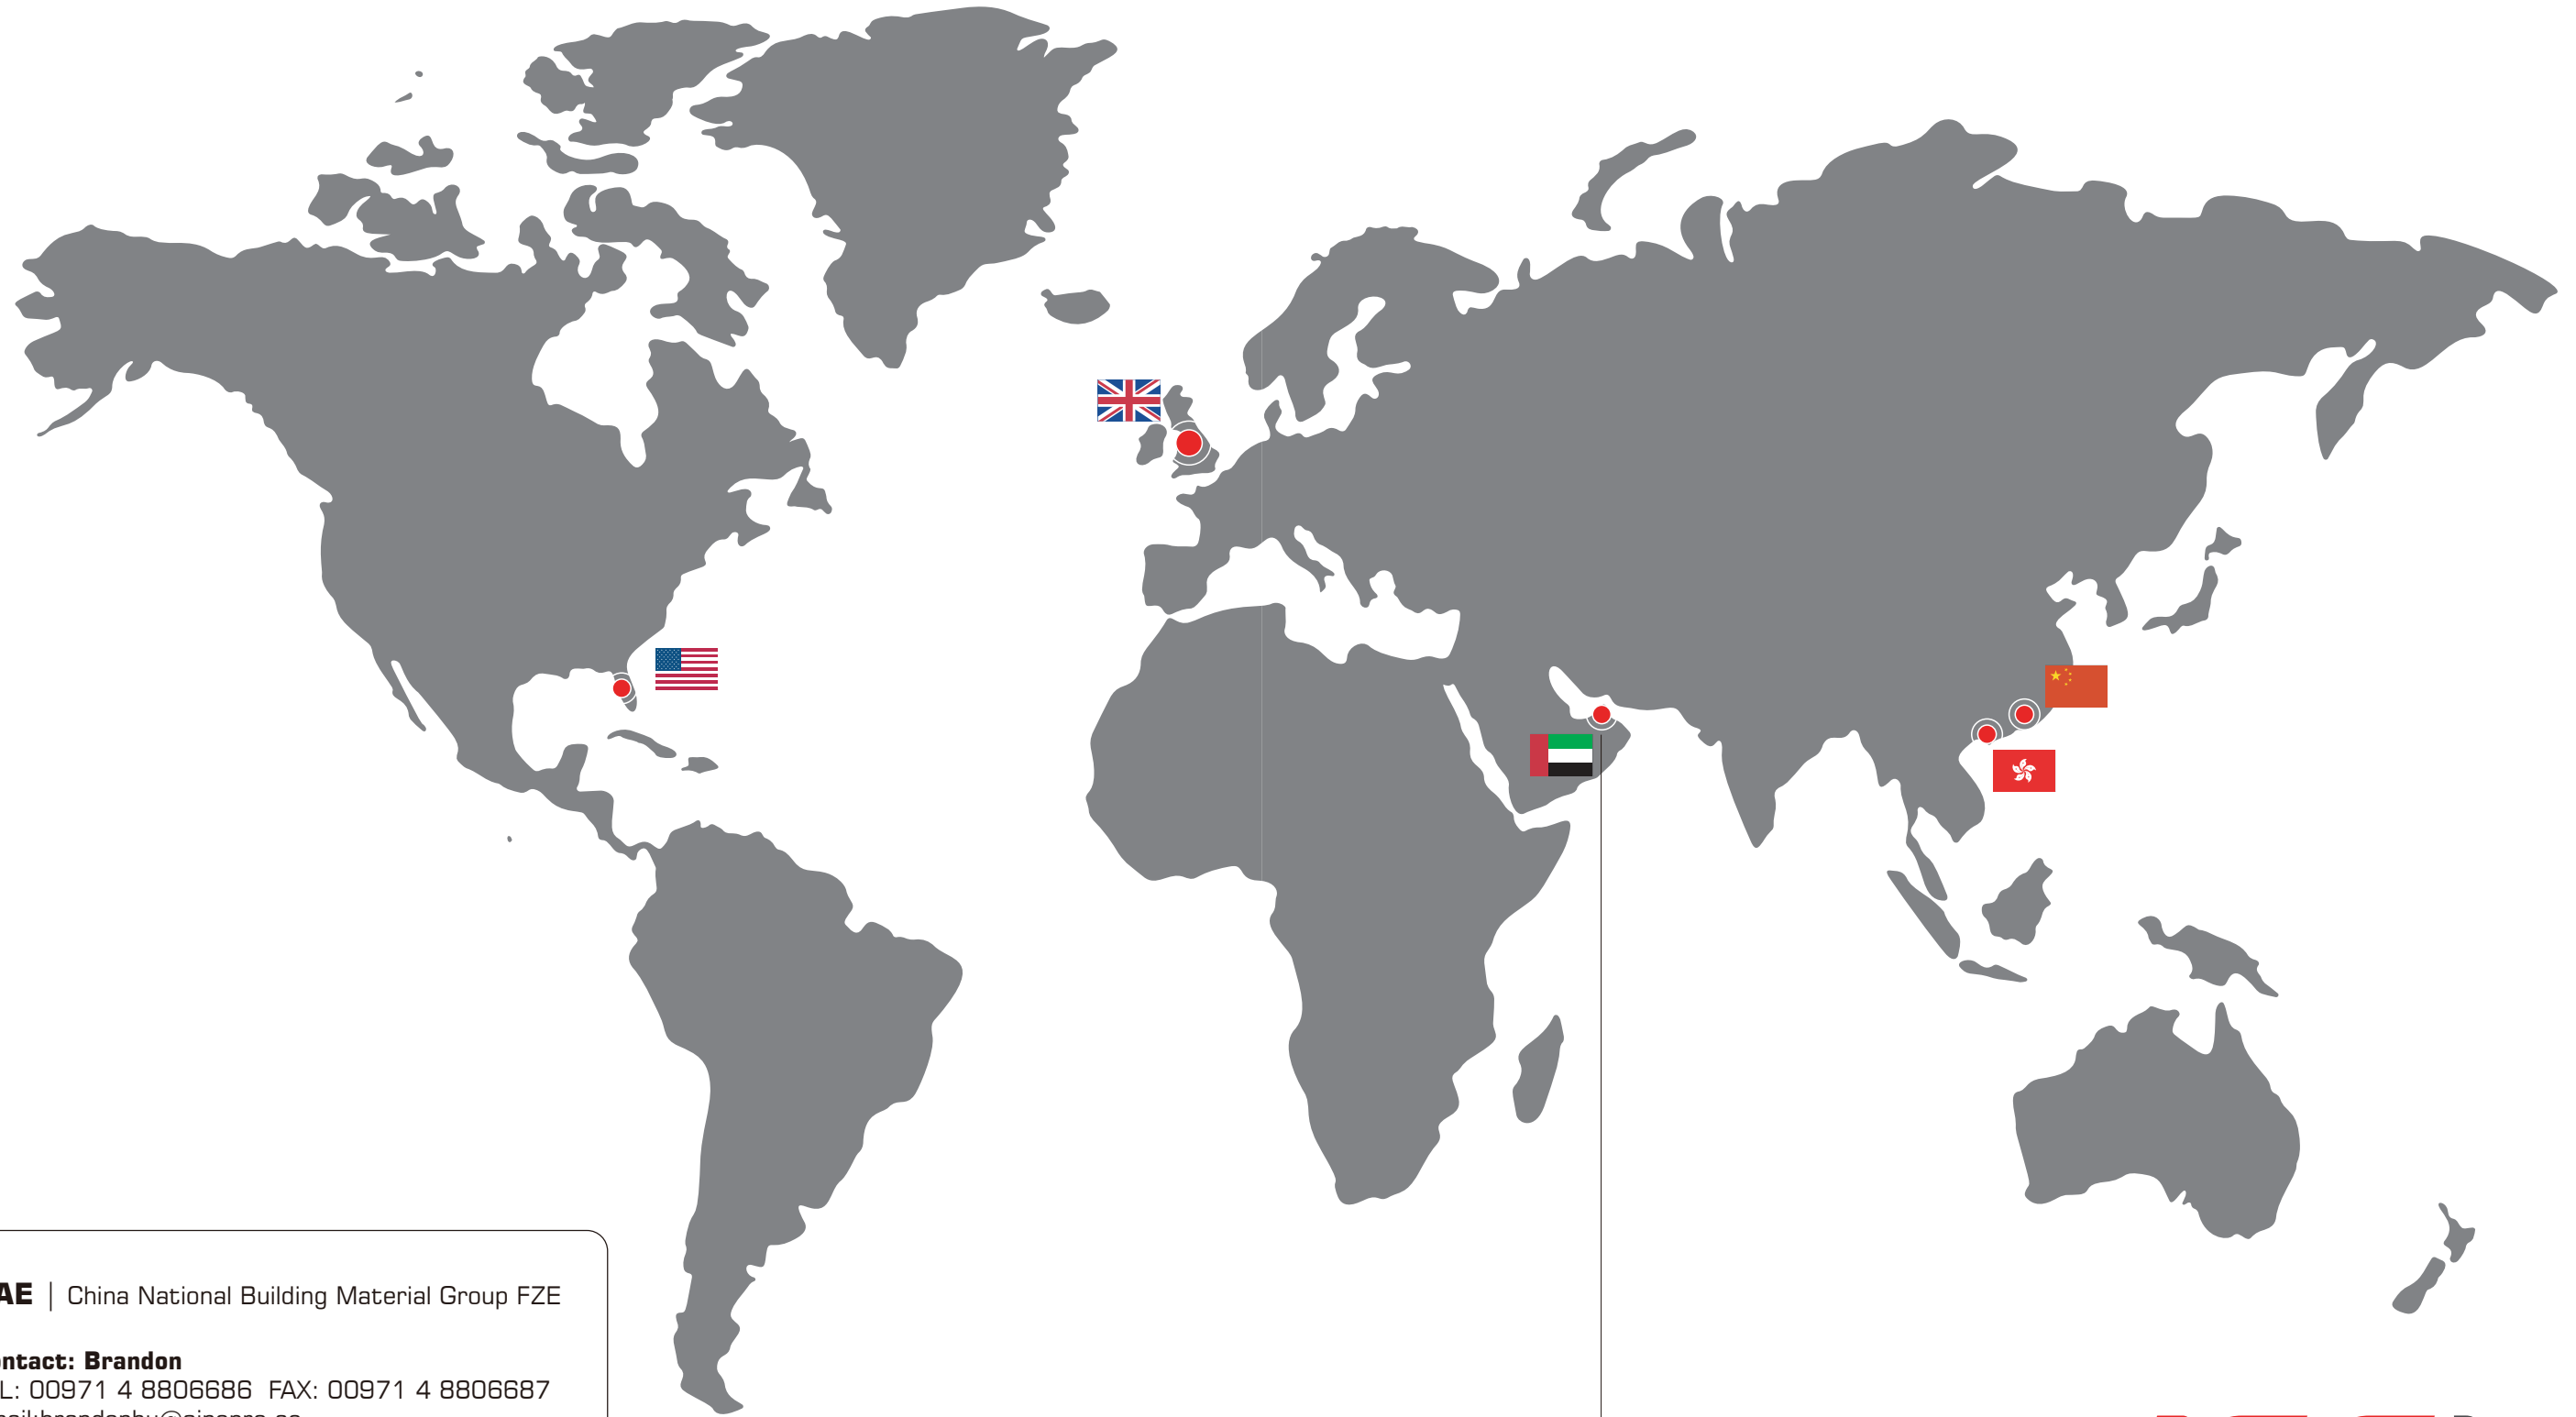 AE | China National Building Material Group FZE
ntact: Brandon
L: 00971 4 8806686 FAX: 00971 4 8806687